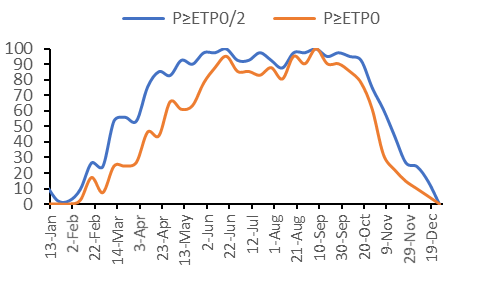 P≥ETP0/2 P≥ETP0
100
90
80
70
60
50
40
30
20
10
0
13-Jan
2-Feb
22-Feb
14-Mar
3-Apr
23-Apr
13-May
2-Jun
22-Jun
12-Jul
1-Aug
21-Aug
10-Sep
30-Sep
20-Oct
9-Nov
29-Nov
19-Dec